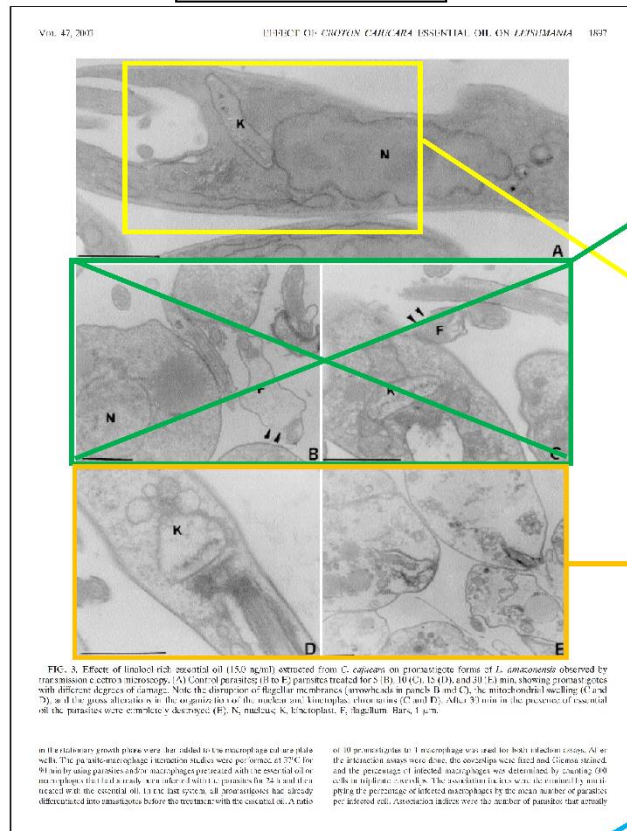 VOL. 47, 2003 EFFECT OF CROTON CAJUCARA ESSENTIAL OIL ON LEISHMANIA 1897
K
N
A
N
F
B
F
K
C
K
D
E
FIG. 3. Effects of linalool-rich essential oil (15.0 ng/ml) extracted from C. cajucara on promastigote forms of L. amazonensis observed by
transmission electron microscopy. (A) Control parasites; (B to E) parasites treated for 5 (B), 10 (C), 15 (D), and 30 (E) min, showing promastigotes
with different degrees of damage. Note the disruption of flagellar membranes (arrowheads in panels B and C), the mitochondrial swelling (C and
D), and the gross alterations in the organization of the nuclear and kinetoplast chromatins (C and D). After 30 min in the presence of essential
oil the parasites were completely destroyed (E). N, nucleus; K, kinetoplast; F, flagellum. Bars, 1 μm.
in the stationary growth phase were then added to the macrophage culture plate
wells. The parasite-macrophage interaction studies were performed at 37°C for
90 min by using parasites and/or macrophages pretreated with the essential oil or
macrophages that had already been infected with the parasites for 24 h and then
treated with the essential oil. In the last system, all promastigotes had already
differentiated into amastigotes before the treatment with the essential oil. A ratio
of 10 promastigotes to 1 macrophage was used for both infection assays. After
the interaction assays were done, the coverslips were fixed and Giemsa stained,
and the percentage of infected macrophages was determined by counting 600
cells in triplicate coverslips. The association indices were determined by multi-
plying the percentage of infected macrophages by the mean number of parasites
per infected cell. Association indices were the number of parasites that actually